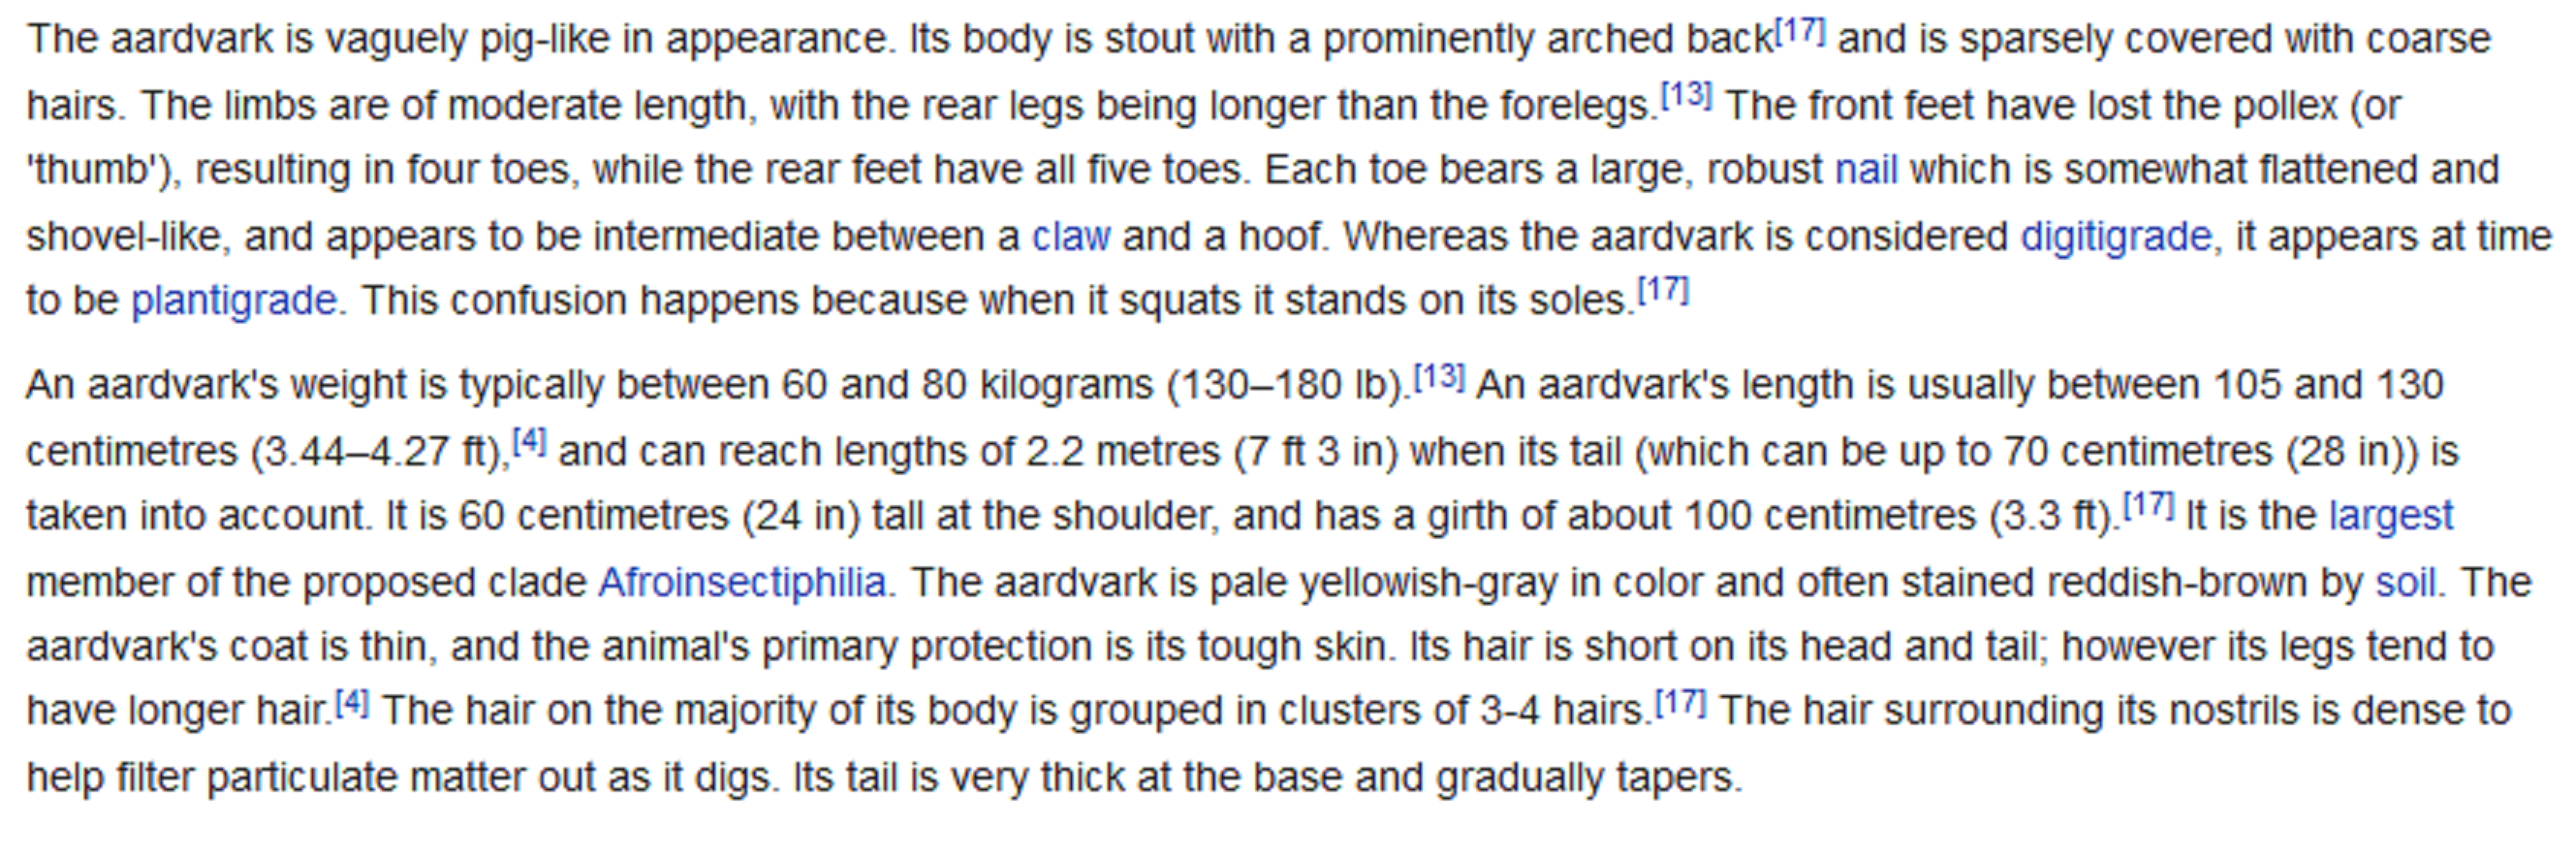 The aardvark is vaguely pig-like in appearance. Its body is stout with a prominently arched back[17] and is sparsely covered with coarse
hairs. The limbs are of moderate length, with the rear legs being longer than the forelegs.[13] The front feet have lost the pollex (or
'thumb'), resulting in four toes, while the rear feet have all five toes. Each toe bears a large, robust nail which is somewhat flattened and
shovel-like, and appears to be intermediate between a claw and a hoof. Whereas the aardvark is considered digitigrade, it appears at time
to be plantigrade. This confusion happens because when it squats it stands on its soles.[17]
An aardvark's weight is typically between 60 and 80 kilograms (130–180 lb).[13] An aardvark's length is usually between 105 and 130
centimetres (3.44–4.27 ft),[4] and can reach lengths of 2.2 metres (7 ft 3 in) when its tail (which can be up to 70 centimetres (28 in)) is
taken into account. It is 60 centimetres (24 in) tall at the shoulder, and has a girth of about 100 centimetres (3.3 ft).[17] It is the largest
member of the proposed clade Afroinsectiphilia. The aardvark is pale yellowish-gray in color and often stained reddish-brown by soil. The
aardvark's coat is thin, and the animal's primary protection is its tough skin. Its hair is short on its head and tail; however its legs tend to
have longer hair.[4] The hair on the majority of its body is grouped in clusters of 3-4 hairs.[17] The hair surrounding its nostrils is dense to
help filter particulate matter out as it digs. Its tail is very thick at the base and gradually tapers.